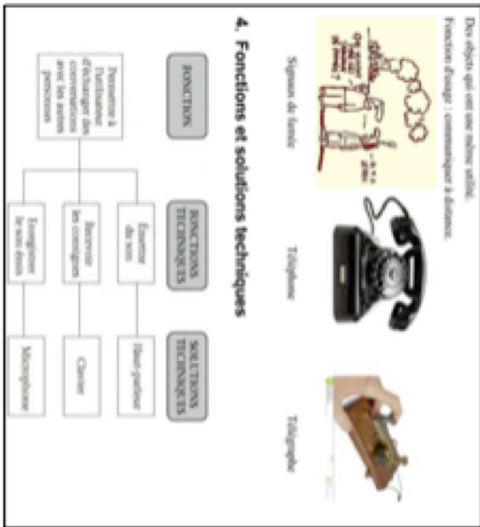 Des objets qui ont une même utilité.
Fonction d'usage : communiquer à distance.
Signaux de fumée
Téléphone
Télégraphe
4. Fonctions et solutions techniques
FONCTION
FONCTIONS
TECHNIQUES
SOLUTIONS
TECHNIQUES
Permettre à
l'utilisateur
d'échanger des
conversations
avec les autres
personnes
Émettre
du son
Haut-parleur
Recevoir
les consignes
Clavier
Enregistrer
le son émis
Microphone